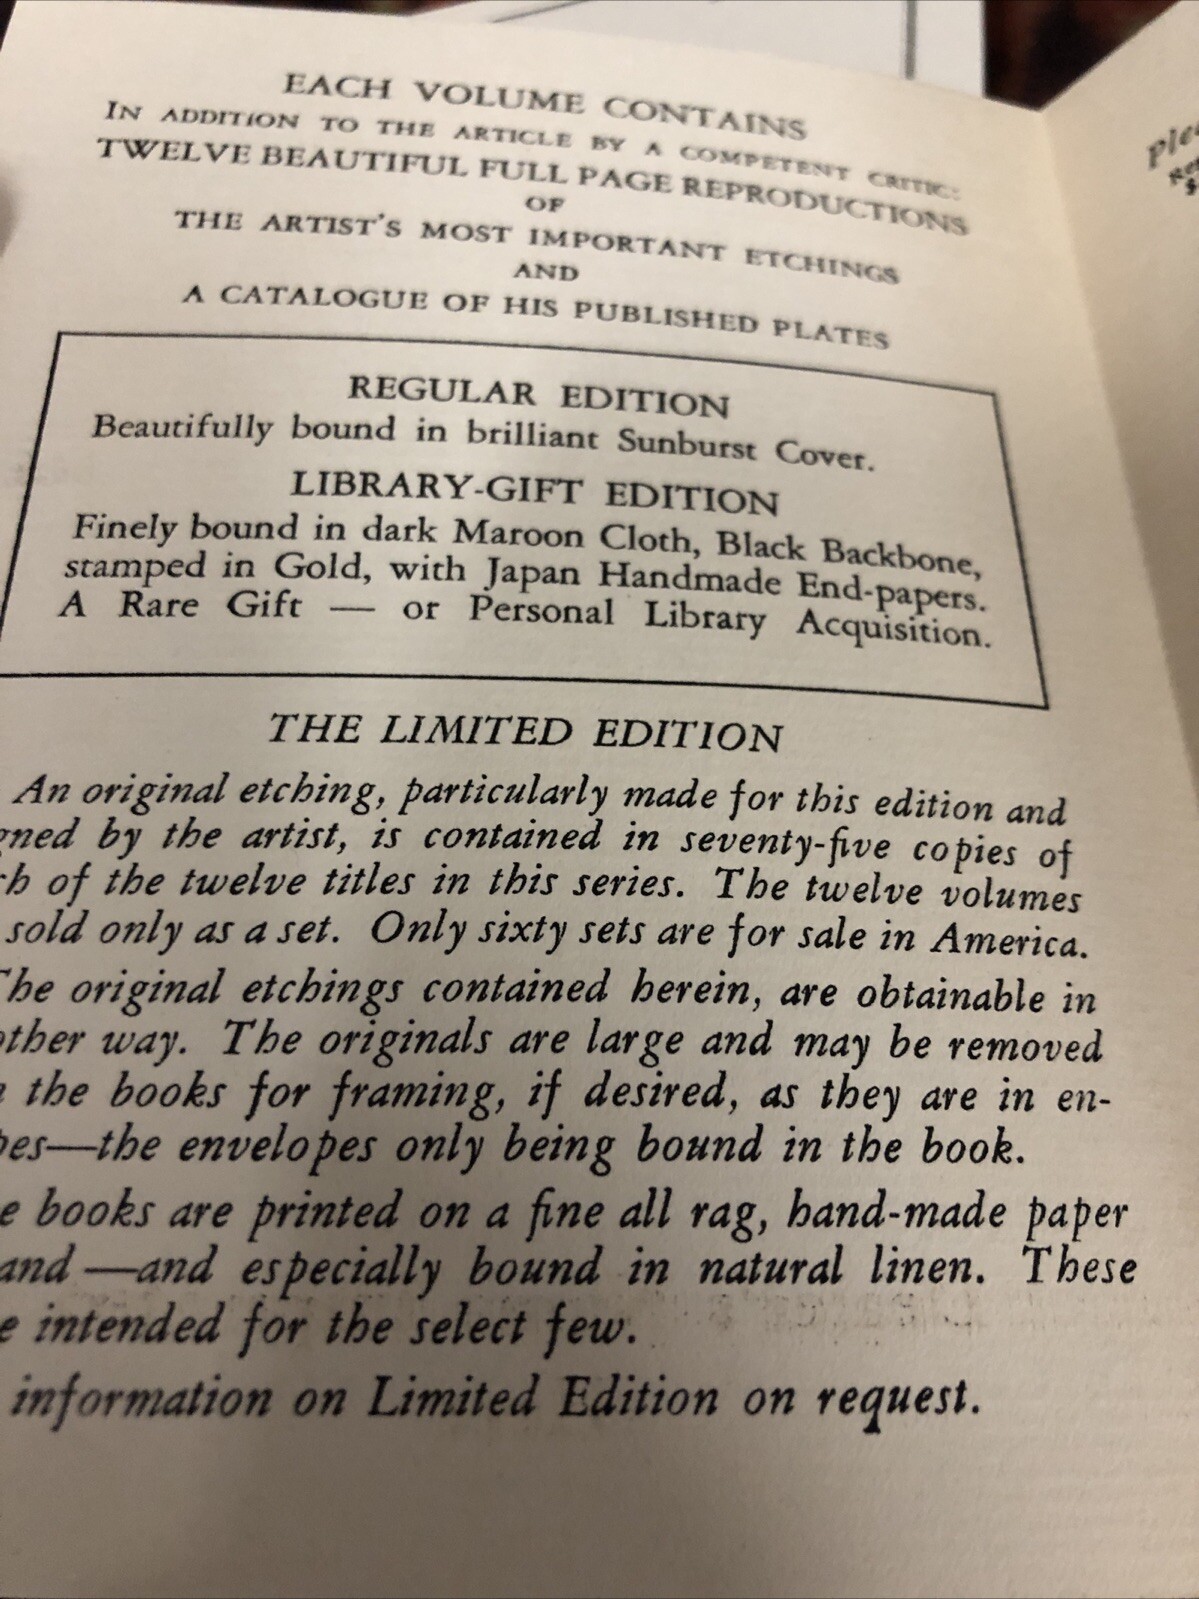 EACH VOLUME CONTAINS
IN ADDITION TO THE ARTICLE BY A COMPETENT CRITIC:
TWELVE BEAUTIFUL FULL PAGE REPRODUCTIONS
OF
THE ARTIST'S MOST IMPORTANT ETCHINGS
AND
A CATALOGUE OF HIS PUBLISHED PLATES
REGULAR EDITION
Beautifully bound in brilliant Sunburst Cover.
LIBRARY-GIFT EDITION
Finely bound in dark Maroon Cloth, Black Backbone,
stamped in Gold, with Japan Handmade End-papers.
A Rare Gift — or Personal Library Acquisition.
THE LIMITED EDITION
An original etching, particularly made for this edition and
gned by the artist, is contained in seventy-five copies of
ch of the twelve titles in this series. The twelve volumes
sold only as a set. Only sixty sets are for sale in America.
The original etchings contained herein, are obtainable in
other way. The originals are large and may be removed
the books for framing, if desired, as they are in en-
pes—the envelopes only being bound in the book.
e books are printed on a fine all rag, hand-made paper
and—and especially bound in natural linen. These
e intended for the select few.
information on Limited Edition on request.